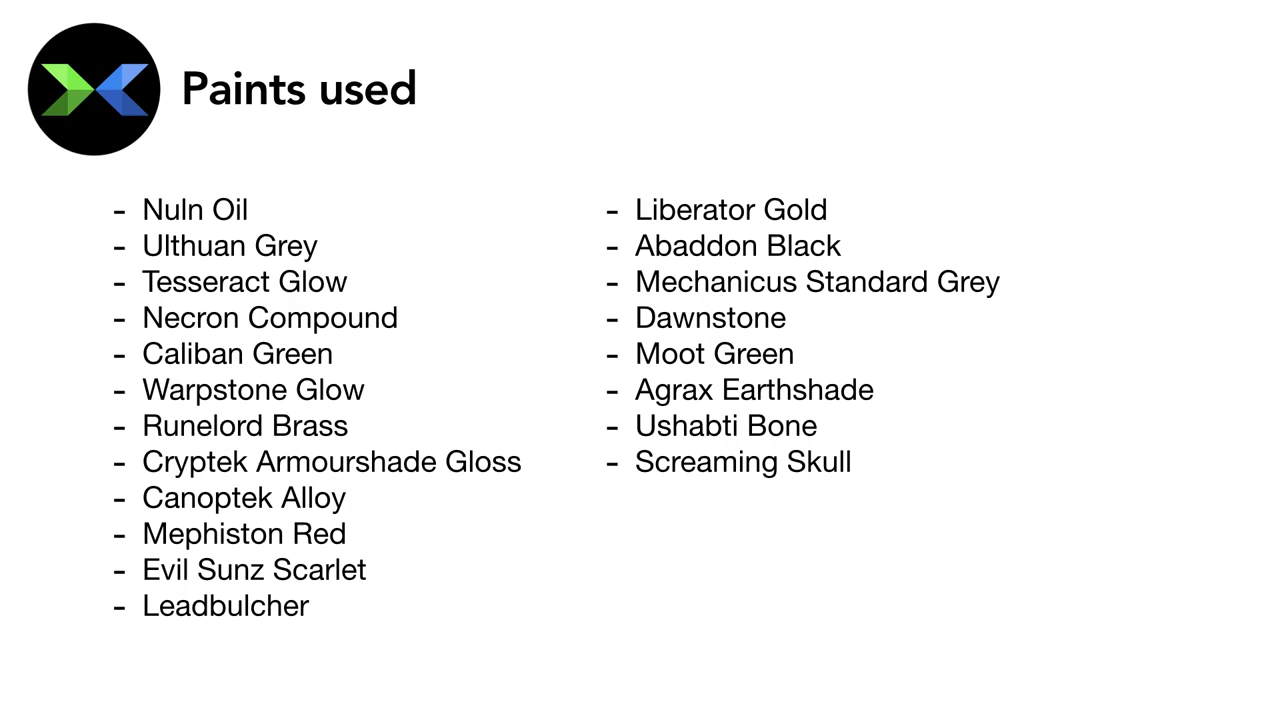 Paints used
- Nuln Oil
- Ulthuan Grey
- Tesseract Glow
- Necron Compound
- Caliban Green
- Warpstone Glow
- Runelord Brass
- Cryptek Armourshade Gloss
- Canoptek Alloy
- Mephiston Red
- Evil Sunz Scarlet
- Leadbulcher
- Liberator Gold
- Abaddon Black
- Mechanicus Standard Grey
- Dawnstone
- Moot Green
- Agrax Earthshade
- Ushabti Bone
- Screaming Skull